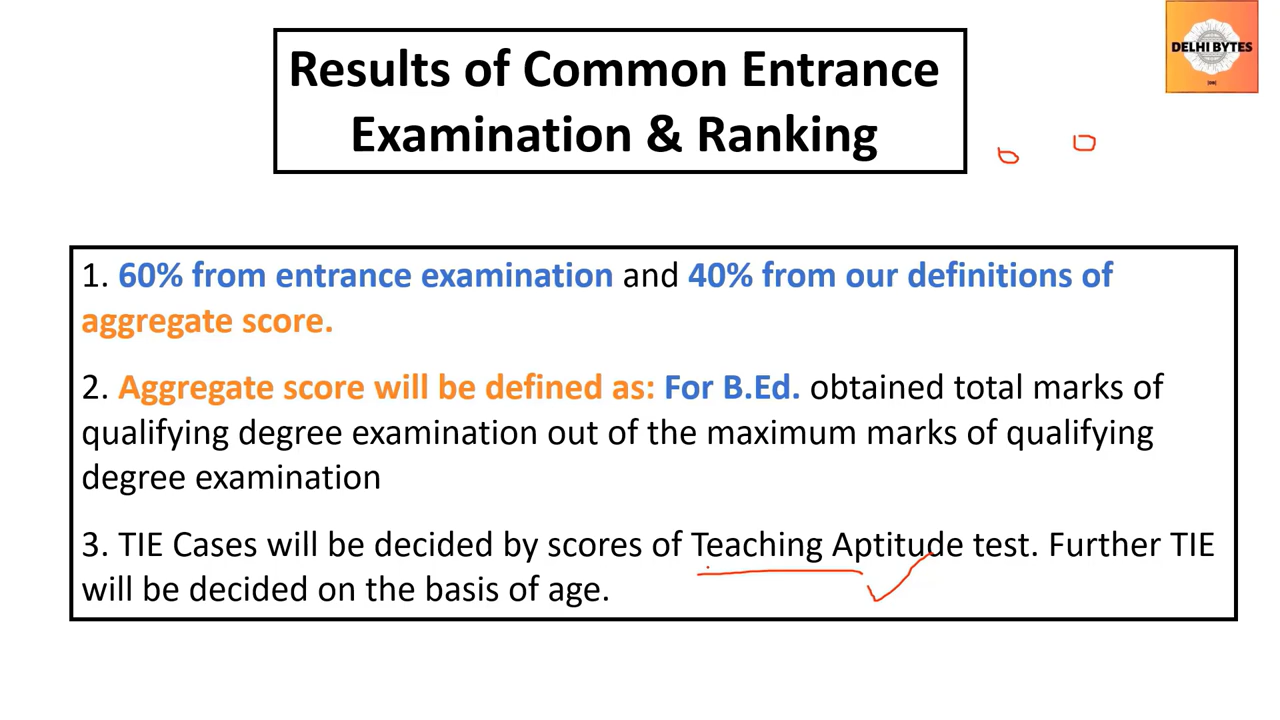 DELHI BYTES
Results of Common Entrance
Examination & Ranking
1. 60% from entrance examination and 40% from our definitions of
aggregate score.
2. Aggregate score will be defined as: For B.Ed. obtained total marks of
qualifying degree examination out of the maximum marks of qualifying
degree examination
3. TIE Cases will be decided by scores of Teaching Aptitude test. Further TIE
will be decided on the basis of age.